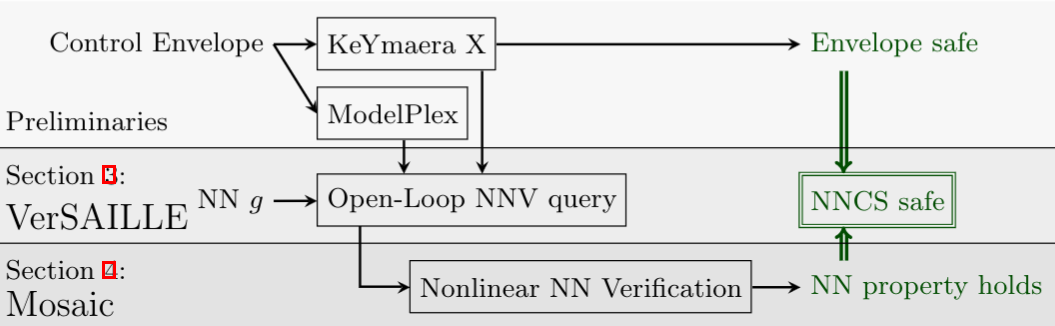 Control Envelope
KeYmaera X
Envelope safe
ModelPlex
Preliminaries
Section 3:
VerSAILLE
NN g
Open-Loop NNV query
NNCS safe
Section 4:
Mosaic
Nonlinear NN Verification
NN property holds